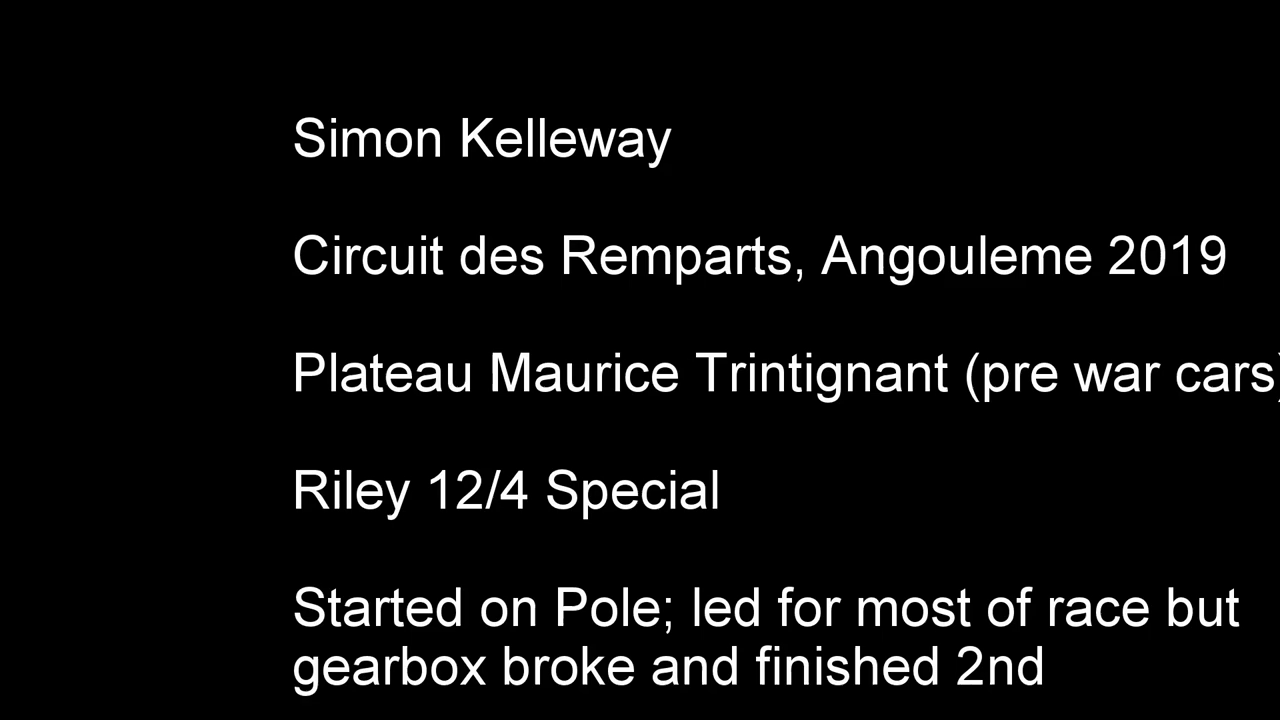 Simon Kelleway
Circuit des Remparts, Angouleme 2019
Plateau Maurice Trintignant (pre war cars)
Riley 12/4 Special
Started on Pole; led for most of race but
gearbox broke and finished 2nd